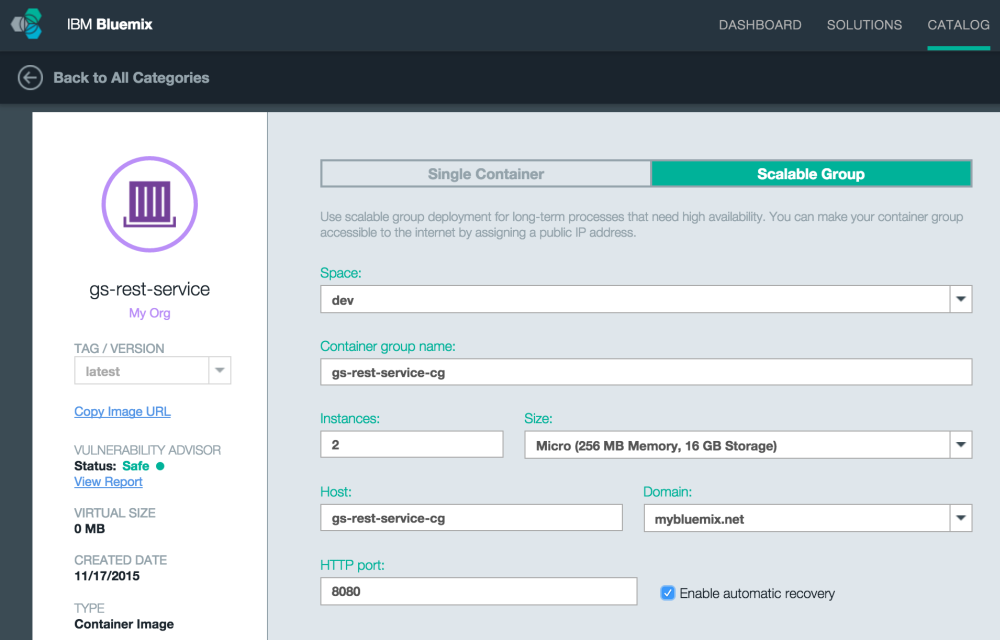 IBM Bluemix
DASHBOARD
SOLUTIONS
CATALOG
Back to All Categories
gs-rest-service
My Org
TAG / VERSION
latest
Copy Image URL
VULNERABILITY ADVISOR
Status: Safe
View Report
VIRTUAL SIZE
0 MB
CREATED DATE
11/17/2015
TYPE
Container Image
Single Container
Scalable Group
Use scalable group deployment for long-term processes that need high availability. You can make your container group
accessible to the internet by assigning a public IP address.
Space:
dev
Container group name:
gs-rest-service-cg
Instances:
2
Size:
Micro (256 MB Memory, 16 GB Storage)
Host:
gs-rest-service-cg
Domain:
mybluemix.net
HTTP port:
8080
Enable automatic recovery